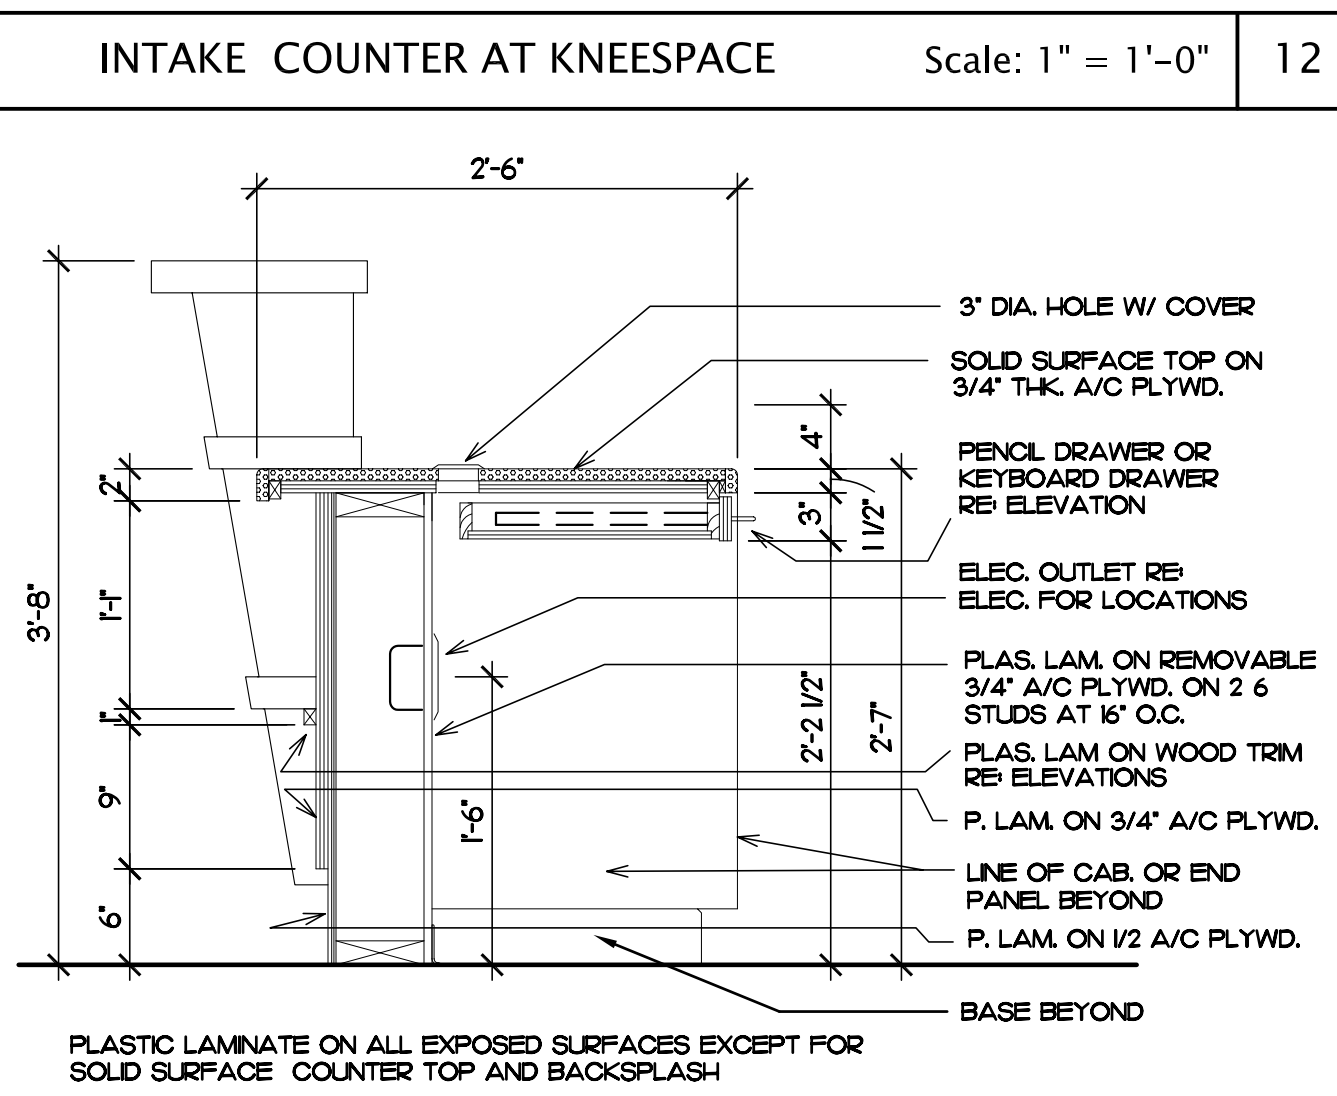 INTAKE COUNTER AT KNEESPACE
Scale: 1" = 1'-0"
12
2'-6"
3" DIA. HOLE W/ COVER
SOLID SURFACE TOP ON
3/4" THK. A/C PLYWD.
PENCIL DRAWER OR
KEYBOARD DRAWER
RE: ELEVATION
ELEC. OUTLET RE:
ELEC. FOR LOCATIONS
PLAS. LAM. ON REMOVABLE
3/4" A/C PLYWD. ON 2 6
STUDS AT 16" O.C.
PLAS. LAM ON WOOD TRIM
RE: ELEVATIONS
P. LAM. ON 3/4" A/C PLYWD.
LINE OF CAB. OR END
PANEL BEYOND
P. LAM. ON 1/2 A/C PLYWD.
BASE BEYOND
3'-8"
2"
1'-1"
1"
9"
6"
1'-6"
4"
3"
1 1/2"
2'-2 1/2"
2'-7"
PLASTIC LAMINATE ON ALL EXPOSED SURFACES EXCEPT FOR
SOLID SURFACE COUNTER TOP AND BACKSPLASH